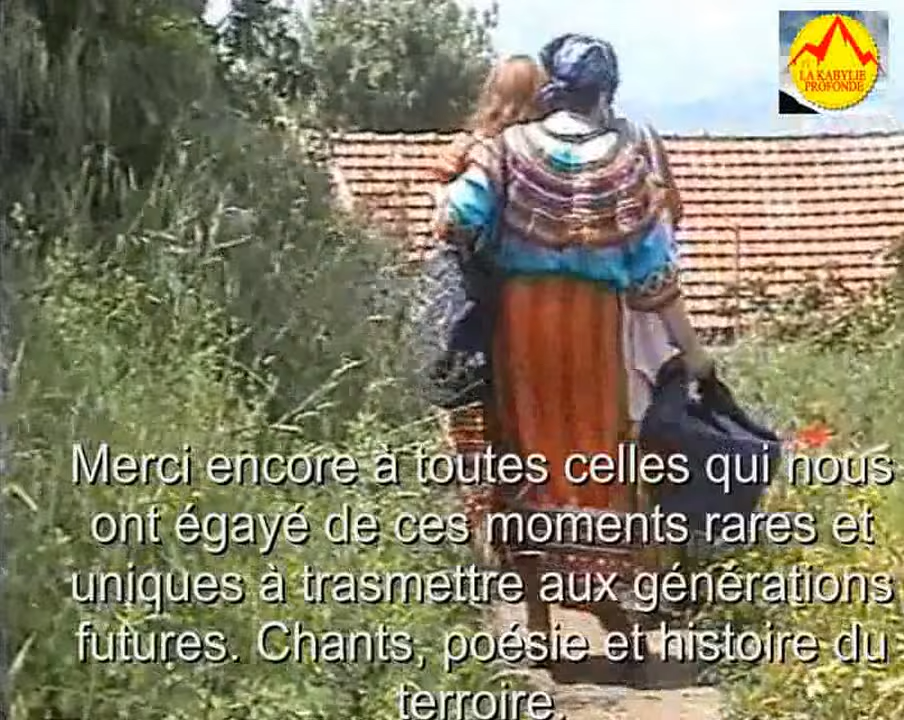 LA KABYLIE
PROFONDE
Merci encore à toutes celles qui nous
ont égayé de ces moments rares et
uniques à trasmettre aux générations
futures. Chants, poésie et histoire du
terroire.